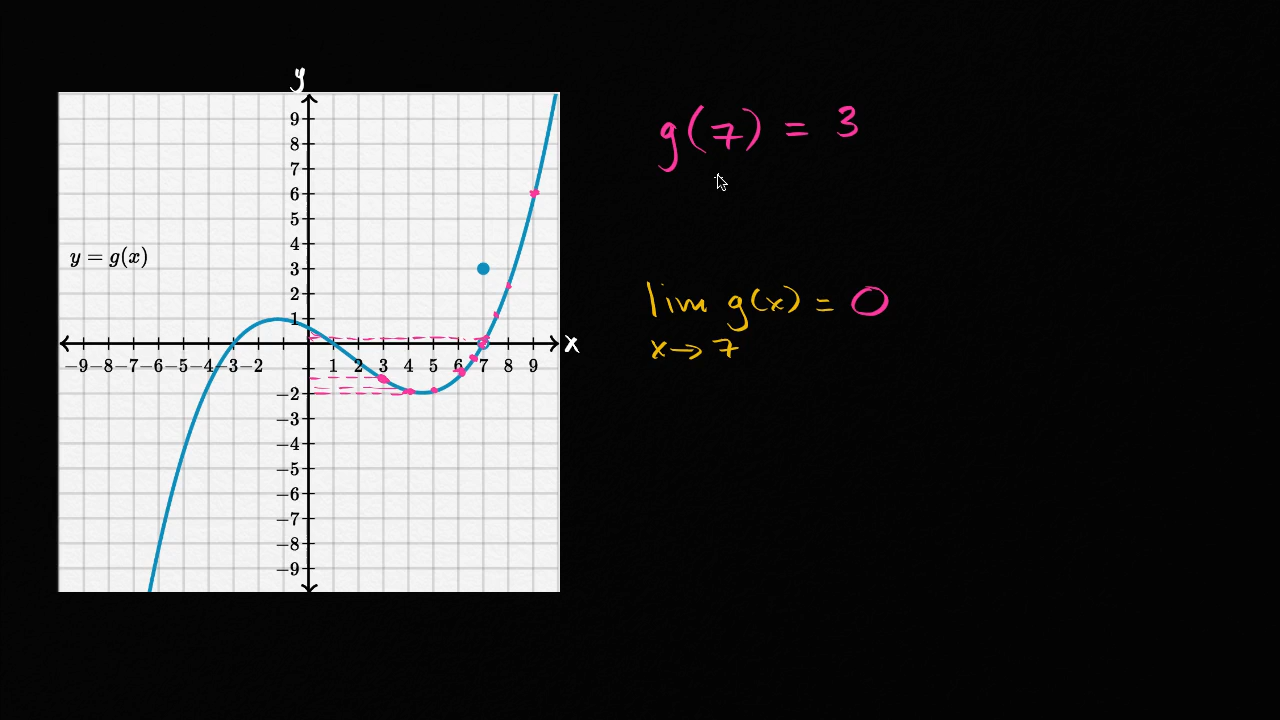 y
g(7) = 3
9
8
7
6
5
4
y = g(x)
3
2
1
lim g(x) = 0
x
x→7
−9 −8 −7 −6 −5 −4 −3 −2 1 2 3 4 5 6 7 8 9
−2
−3
−4
−5
−6
−7
−8
−9